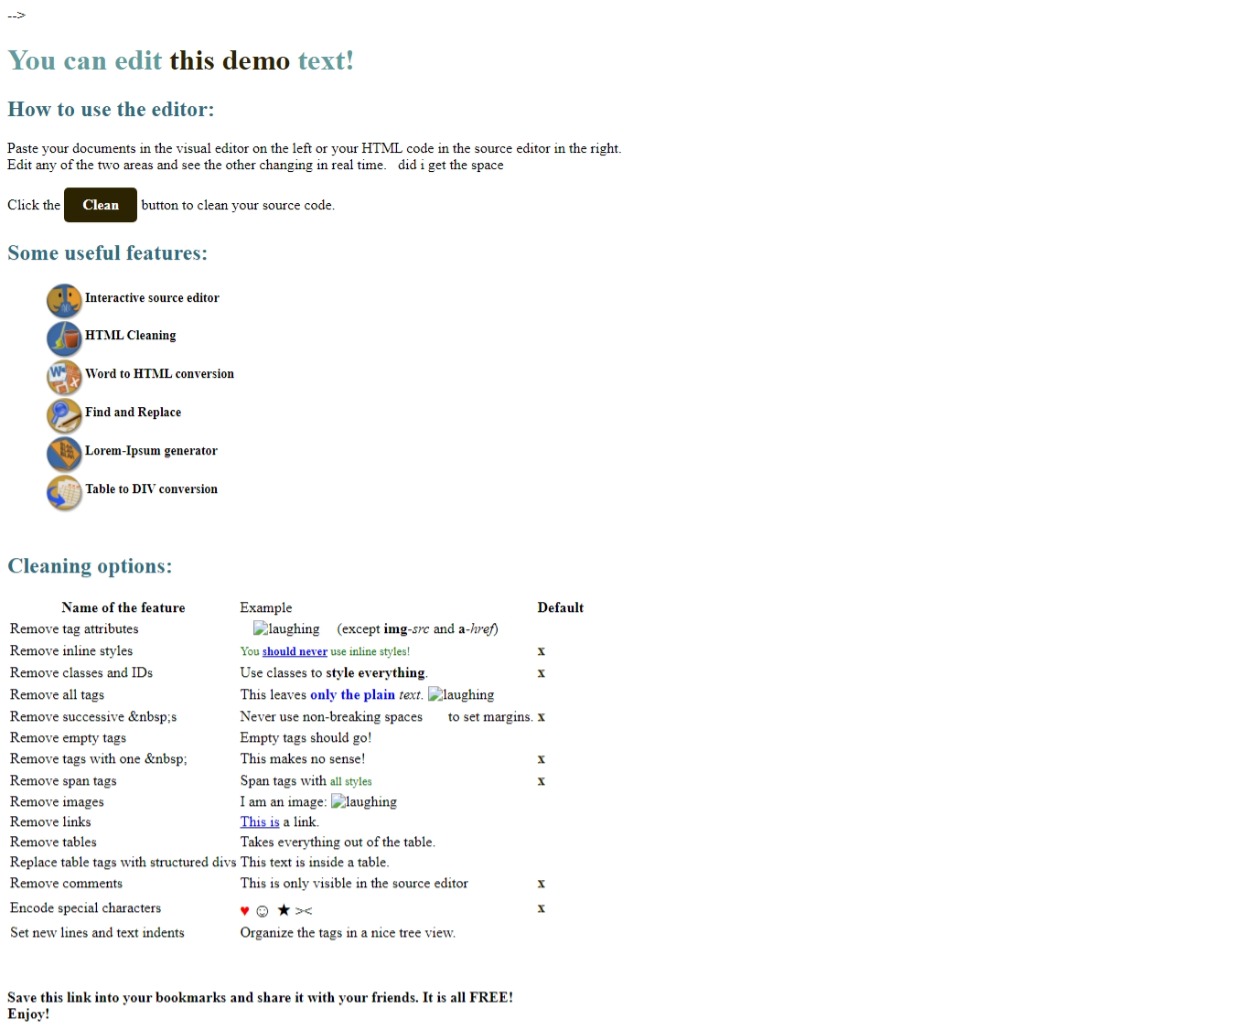 -->
You can edit this demo text!
How to use the editor:
Paste your documents in the visual editor on the left or your HTML code in the source editor in the right.
Edit any of the two areas and see the other changing in real time.   did i get the space
Click the Clean button to clean your source code.
Some useful features:
Interactive source editor
HTML Cleaning
Word to HTML conversion
Find and Replace
Lorem-Ipsum generator
Table to DIV conversion
Cleaning options:
Name of the feature Example Default
Remove tag attributes laughing (except img-src and a-href)
Remove inline styles You should never use inline styles! x
Remove classes and IDs Use classes to style everything. x
Remove all tags This leaves only the plain text. laughing
Remove successive &nbsp;s Never use non-breaking spaces to set margins. x
Remove empty tags Empty tags should go!
Remove tags with one &nbsp; This makes no sense! x
Remove span tags Span tags with all styles x
Remove images I am an image: laughing
Remove links This is a link.
Remove tables Takes everything out of the table.
Replace table tags with structured divs This text is inside a table.
Remove comments This is only visible in the source editor x
Encode special characters ♥ ☺ ★ >< x
Set new lines and text indents Organize the tags in a nice tree view.
Save this link into your bookmarks and share it with your friends. It is all FREE!
Enjoy!